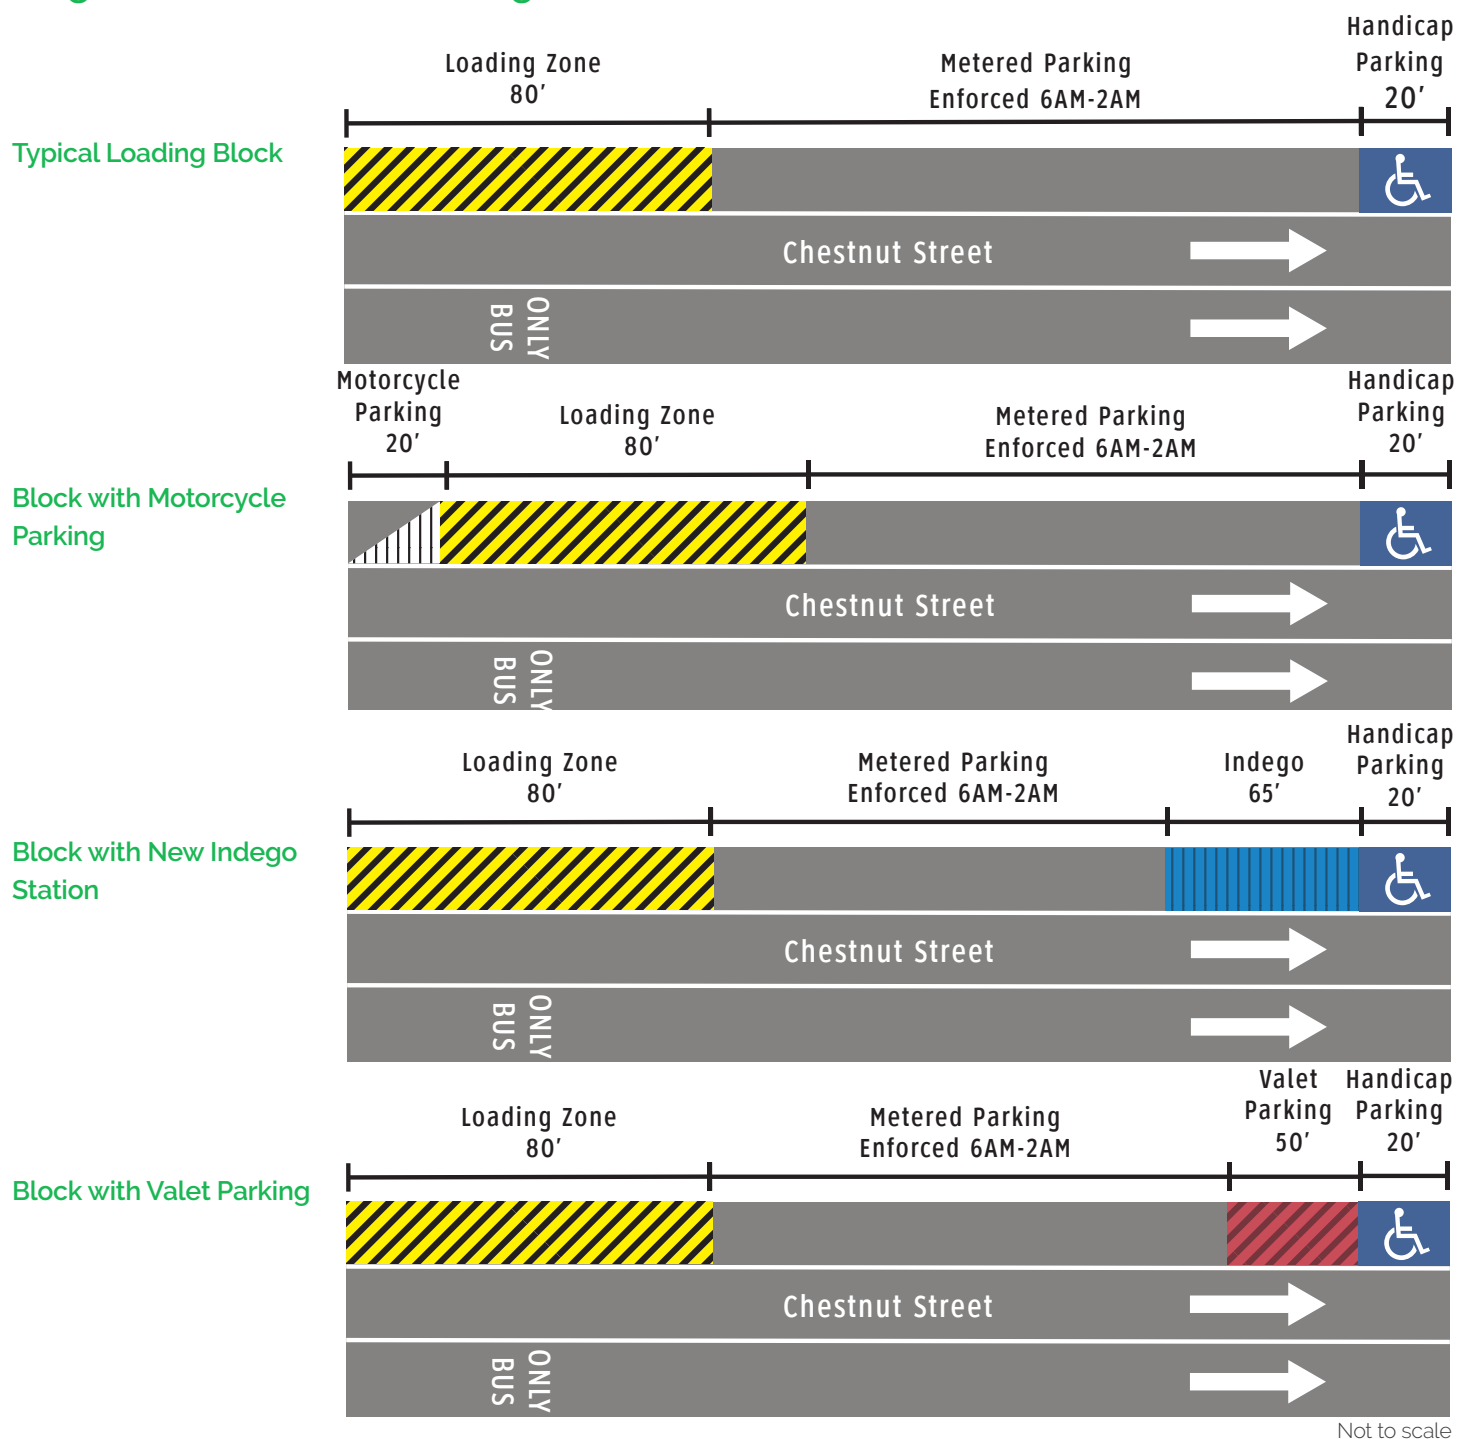 Loading Zone
80'
Metered Parking
Enforced 6AM-2AM
Handicap
Parking
20'
Typical Loading Block
Chestnut Street
BUS
ONLY
Motorcycle
Parking
20'
Loading Zone
80'
Metered Parking
Enforced 6AM-2AM
Handicap
Parking
20'
Block with Motorcycle
Parking
Chestnut Street
BUS
ONLY
Loading Zone
80'
Metered Parking
Enforced 6AM-2AM
Indego
65'
Handicap
Parking
20'
Block with New Indego
Station
Chestnut Street
BUS
ONLY
Loading Zone
80'
Metered Parking
Enforced 6AM-2AM
Valet
Parking
50'
Handicap
Parking
20'
Block with Valet Parking
Chestnut Street
BUS
ONLY
Not to scale